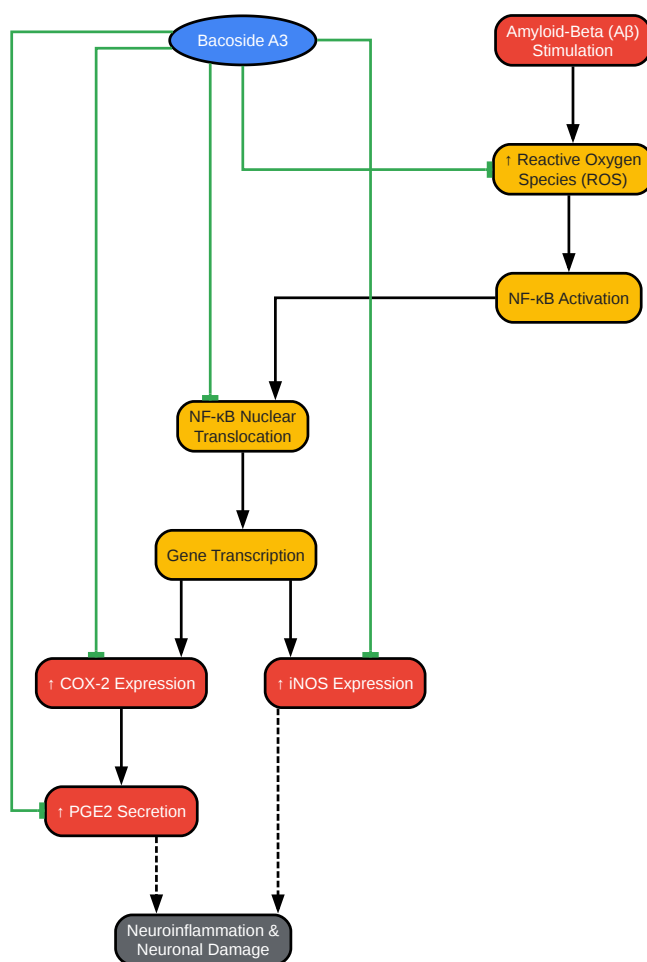 Bacoside A3
Amyloid-Beta (Aβ)
Stimulation
↑ Reactive Oxygen
Species (ROS)
NF-κB Activation
NF-κB Nuclear
Translocation
Gene Transcription
↑ COX-2 Expression
↑ iNOS Expression
↑ PGE2 Secretion
Neuroinflammation &
Neuronal Damage